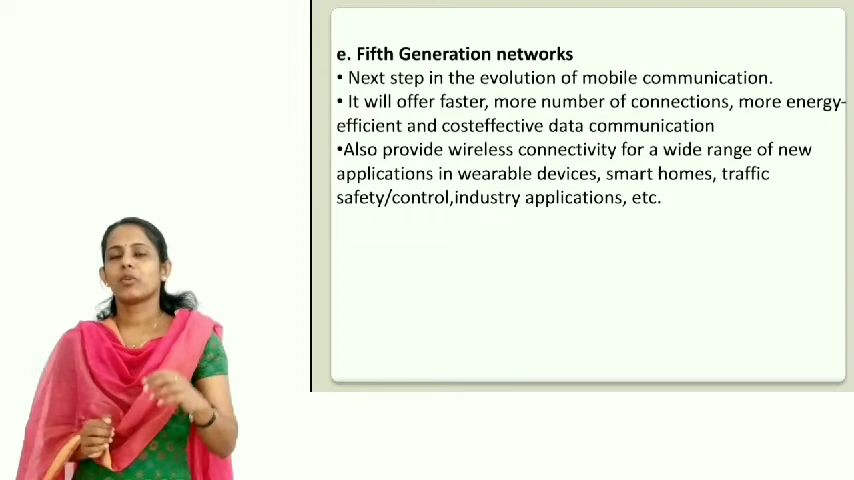 e. Fifth Generation networks
• Next step in the evolution of mobile communication.
• It will offer faster, more number of connections, more energy-
efficient and costeffective data communication
•Also provide wireless connectivity for a wide range of new
applications in wearable devices, smart homes, traffic
safety/control,industry applications, etc.